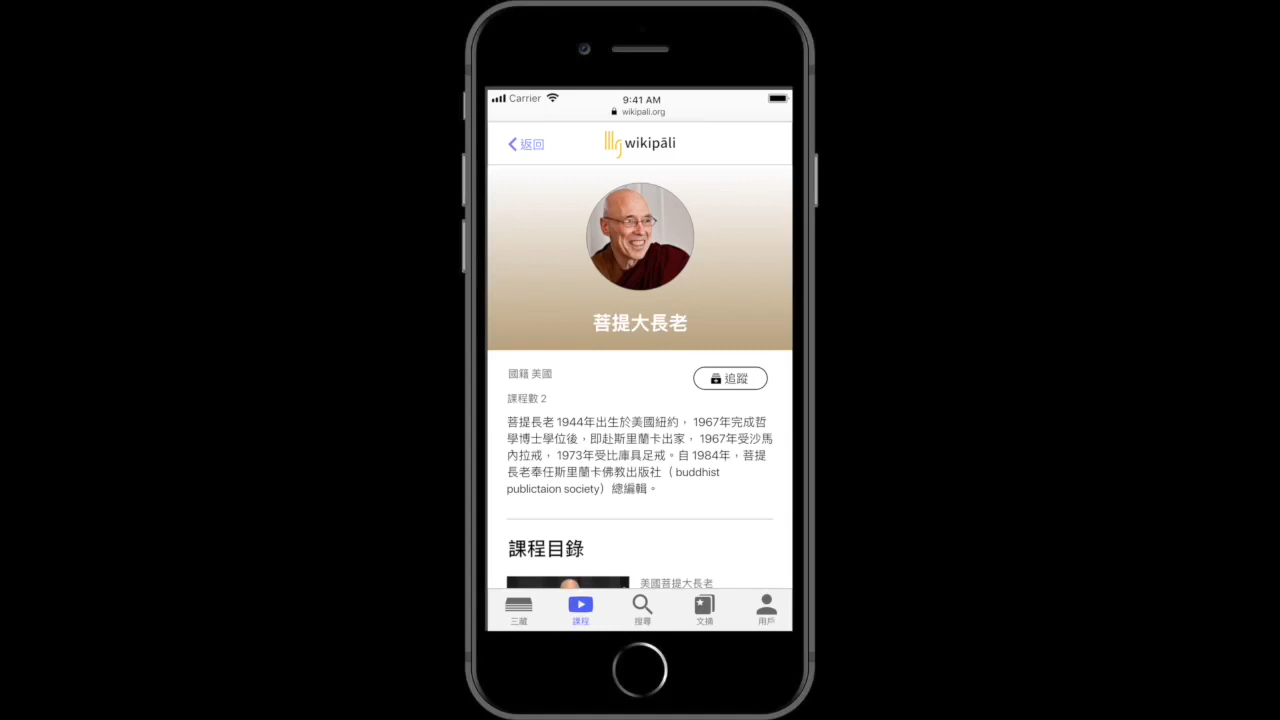 Carrier
9:41 AM
wikipali.org
返回
wikipāli
菩提大長老
國籍 美國
追蹤
課程數 2
菩提長老 1944年出生於美國紐約， 1967年完成哲
學博士學位後，即赴斯里蘭卡出家， 1967年受沙馬
內拉戒， 1973年受比庫具足戒。自 1984年，菩提
長老奉任斯里蘭卡佛教出版社（ buddhist
publictaion society）總編輯。
課程目錄
美國菩提大長老
三藏
課程
搜尋
文摘
用戶